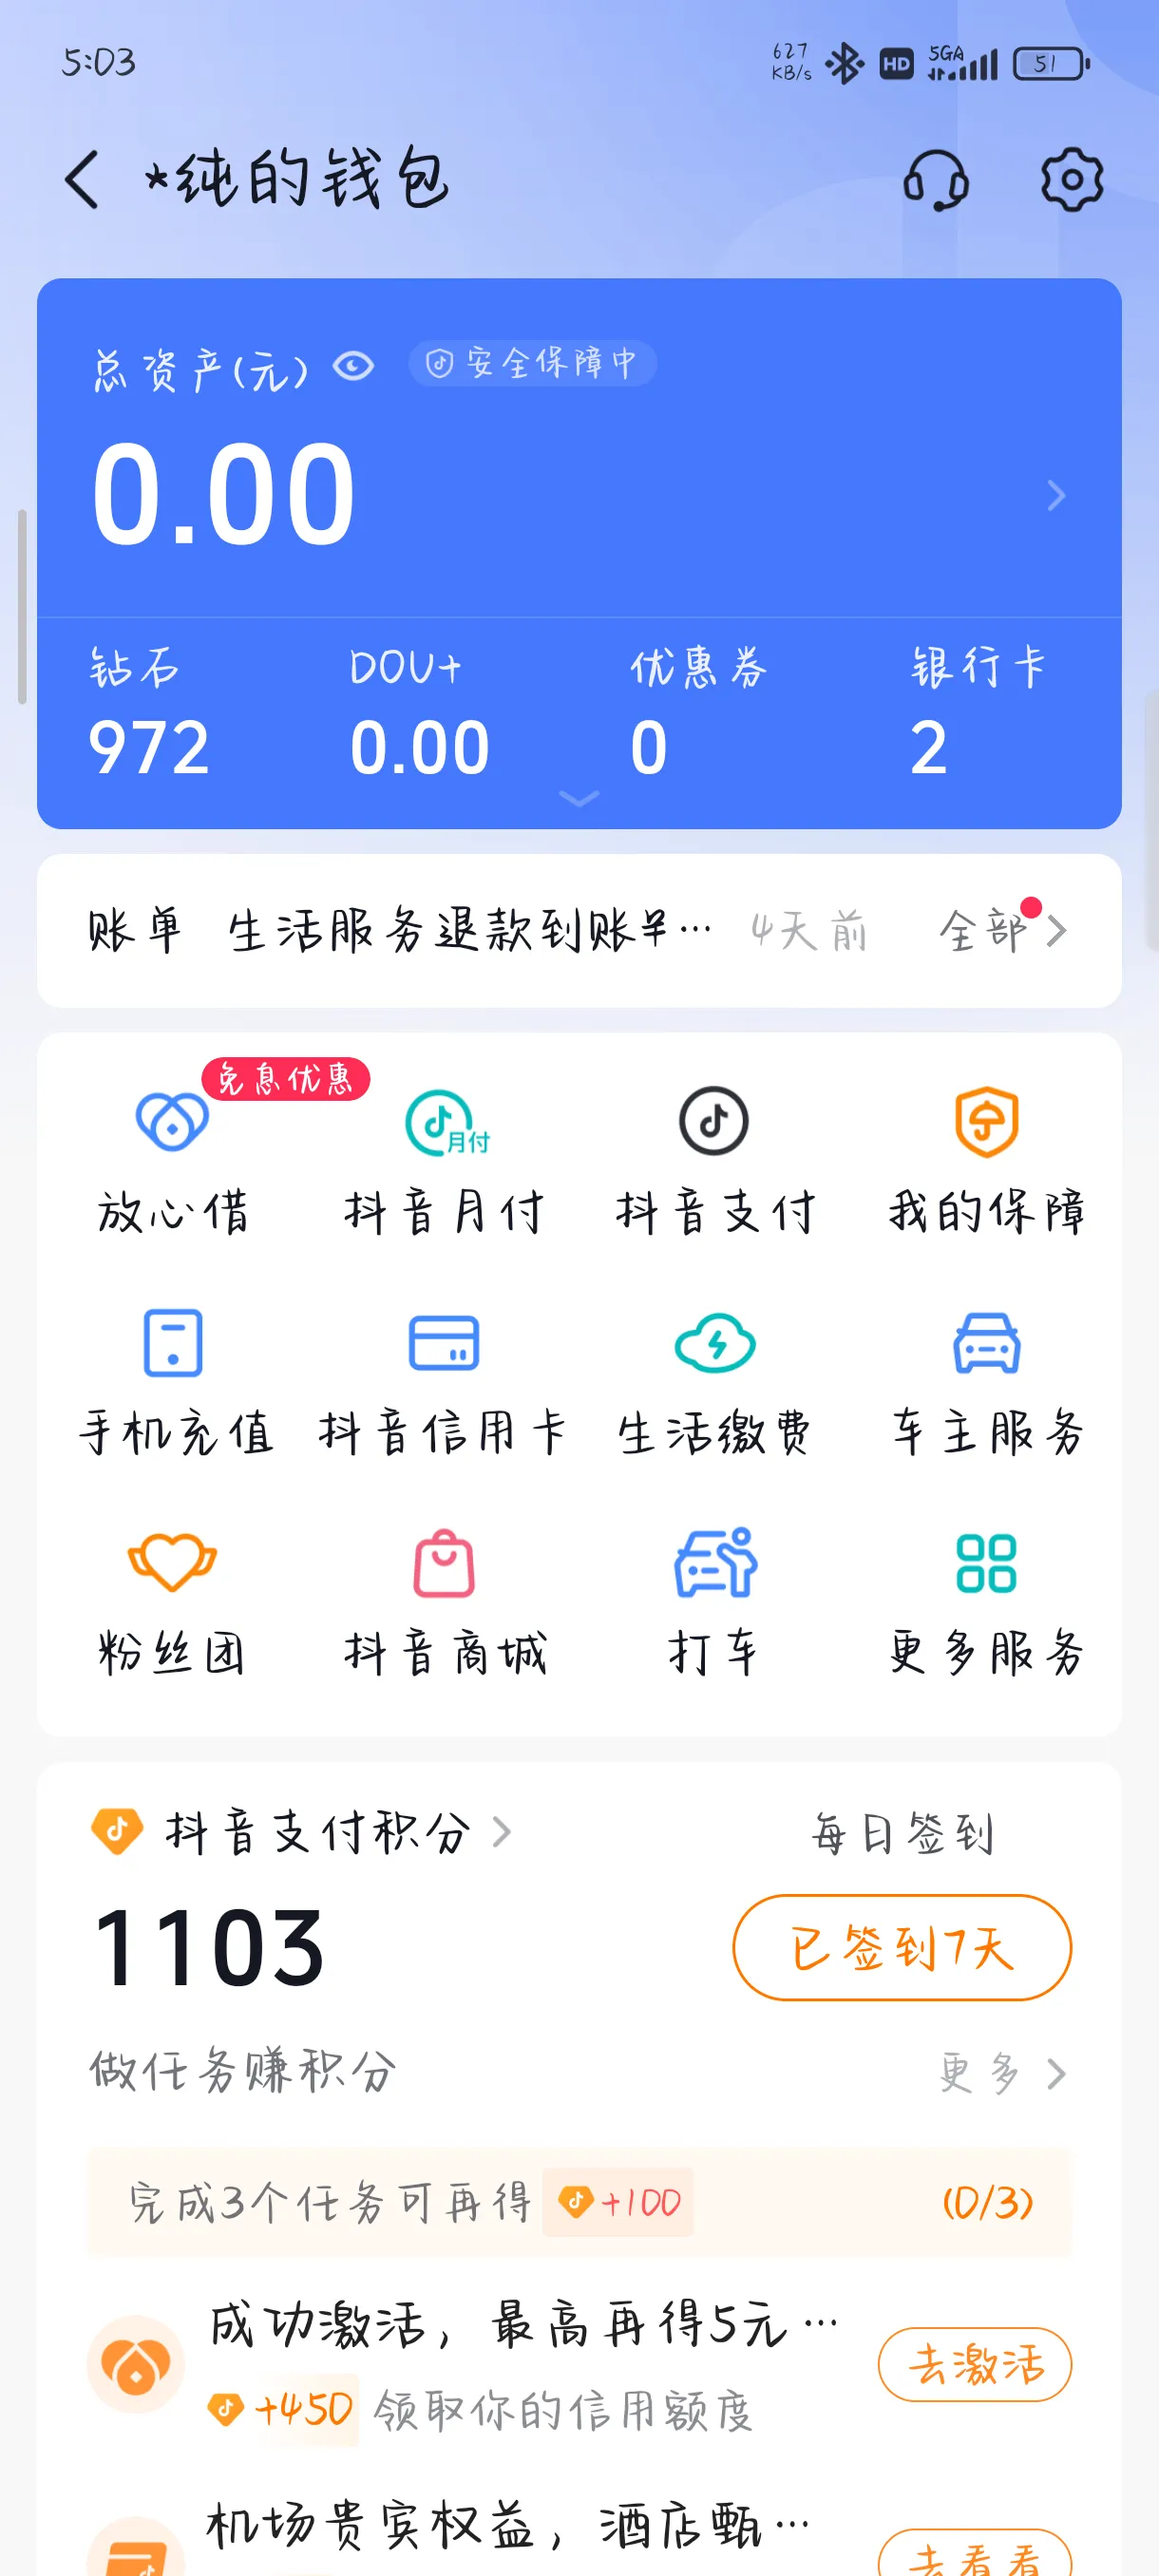 5:03
627 KB/s HD 5GA 51
*纯的钱包
总资产(元) 安全保障中
0.00
钻石 DOU+ 优惠券 银行卡
972 0.00 0 2
账单 生活服务退款到账¥... 4天前 全部
免息优惠
月付
放心借 抖音月付 抖音支付 我的保障
手机充值 抖音信用卡 生活缴费 车主服务
粉丝团 抖音商城 打车 更多服务
抖音支付积分 每日签到
1103 已签到7天
做任务赚积分 更多
完成3个任务可再得 +100 (0/3)
成功激活，最高再得5元...
去激活
+450 领取你的信用额度
机场贵宾权益，酒店甄...
去看看